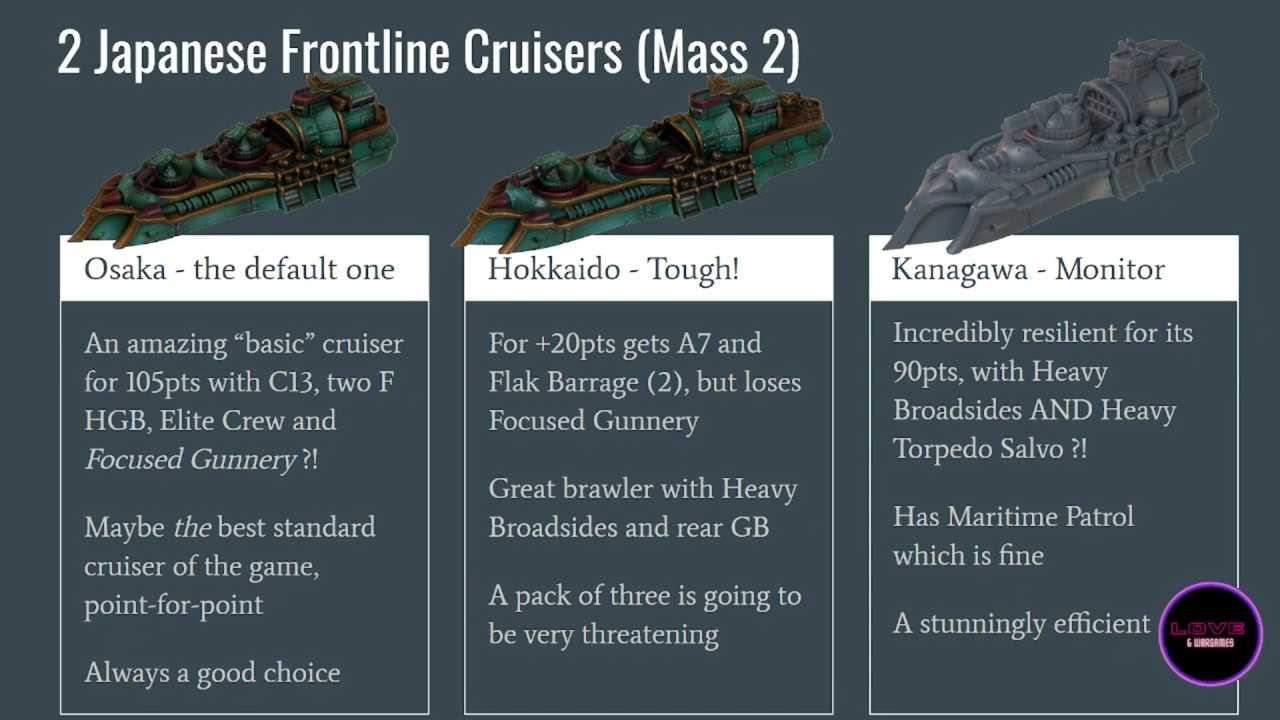 2 Japanese Frontline Cruisers (Mass 2)
Osaka - the default one
An amazing “basic” cruiser
for 105pts with C13, two F
HGB, Elite Crew and
Focused Gunnery ?!
Maybe the best standard
cruiser of the game,
point-for-point
Always a good choice
Hokkaido - Tough!
For +20pts gets A7 and
Flak Barrage (2), but loses
Focused Gunnery
Great brawler with Heavy
Broadsides and rear GB
A pack of three is going to
be very threatening
Kanagawa - Monitor
Incredibly resilient for its
90pts, with Heavy
Broadsides AND Heavy
Torpedo Salvo ?!
Has Maritime Patrol
which is fine
A stunningly efficient
LOVE
& WARGAMES